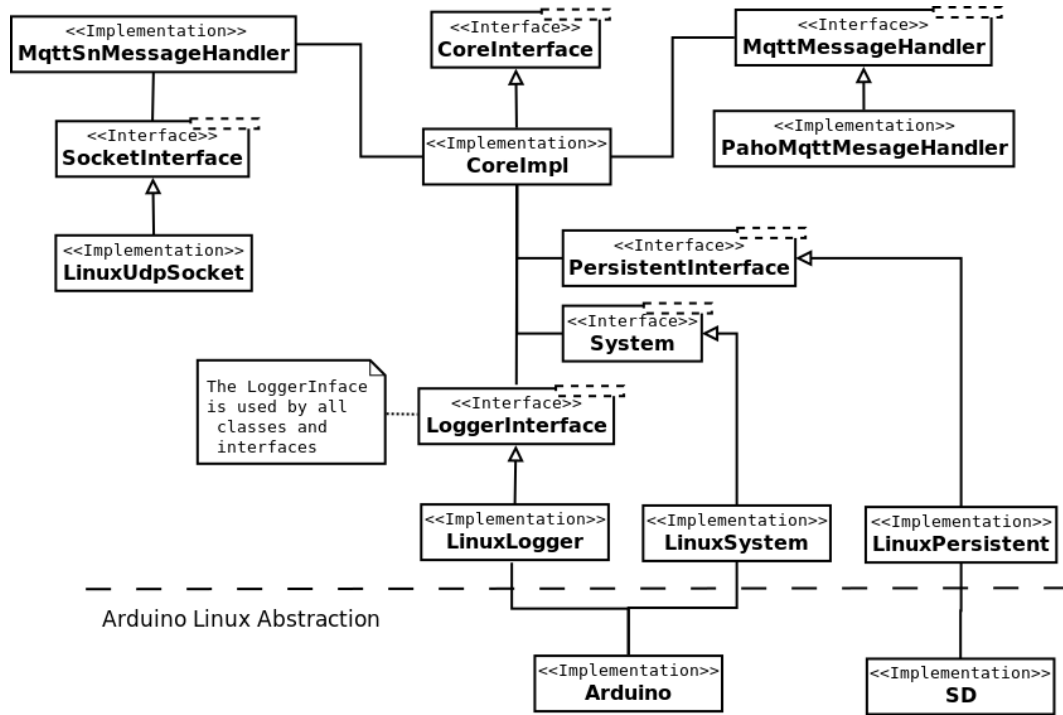 <<Implementation>>
MqttSnMessageHandler
<<Interface>>
CoreInterface
<<Interface>>
MqttMessageHandler
<<Interface>>
SocketInterface
<<Implementation>>
CoreImpl
<<Implementation>>
PahoMqttMesageHandler
<<Implementation>>
LinuxUdpSocket
<<Interface>>
PersistentInterface
<<Interface>>
System
The LoggerInface
is used by all
classes and
interfaces
<<Interface>>
LoggerInterface
<<Implementation>>
LinuxLogger
<<Implementation>>
LinuxSystem
<<Implementation>>
LinuxPersistent
Arduino Linux Abstraction
<<Implementation>>
Arduino
<<Implementation>>
SD